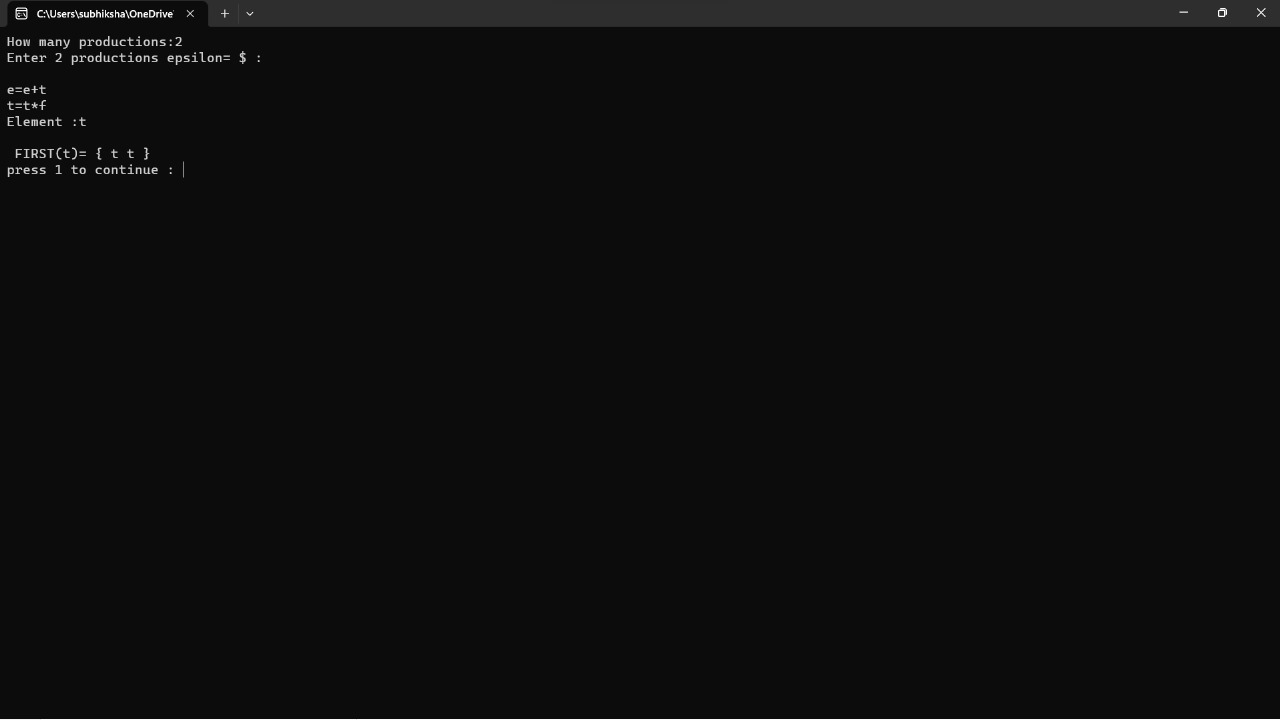 C:\Users\subhiksha\OneDrive
How many productions:2
Enter 2 productions epsilon= $ :
e=e+t
t=t*f
Element :t
FIRST(t)= { t t }
press 1 to continue :